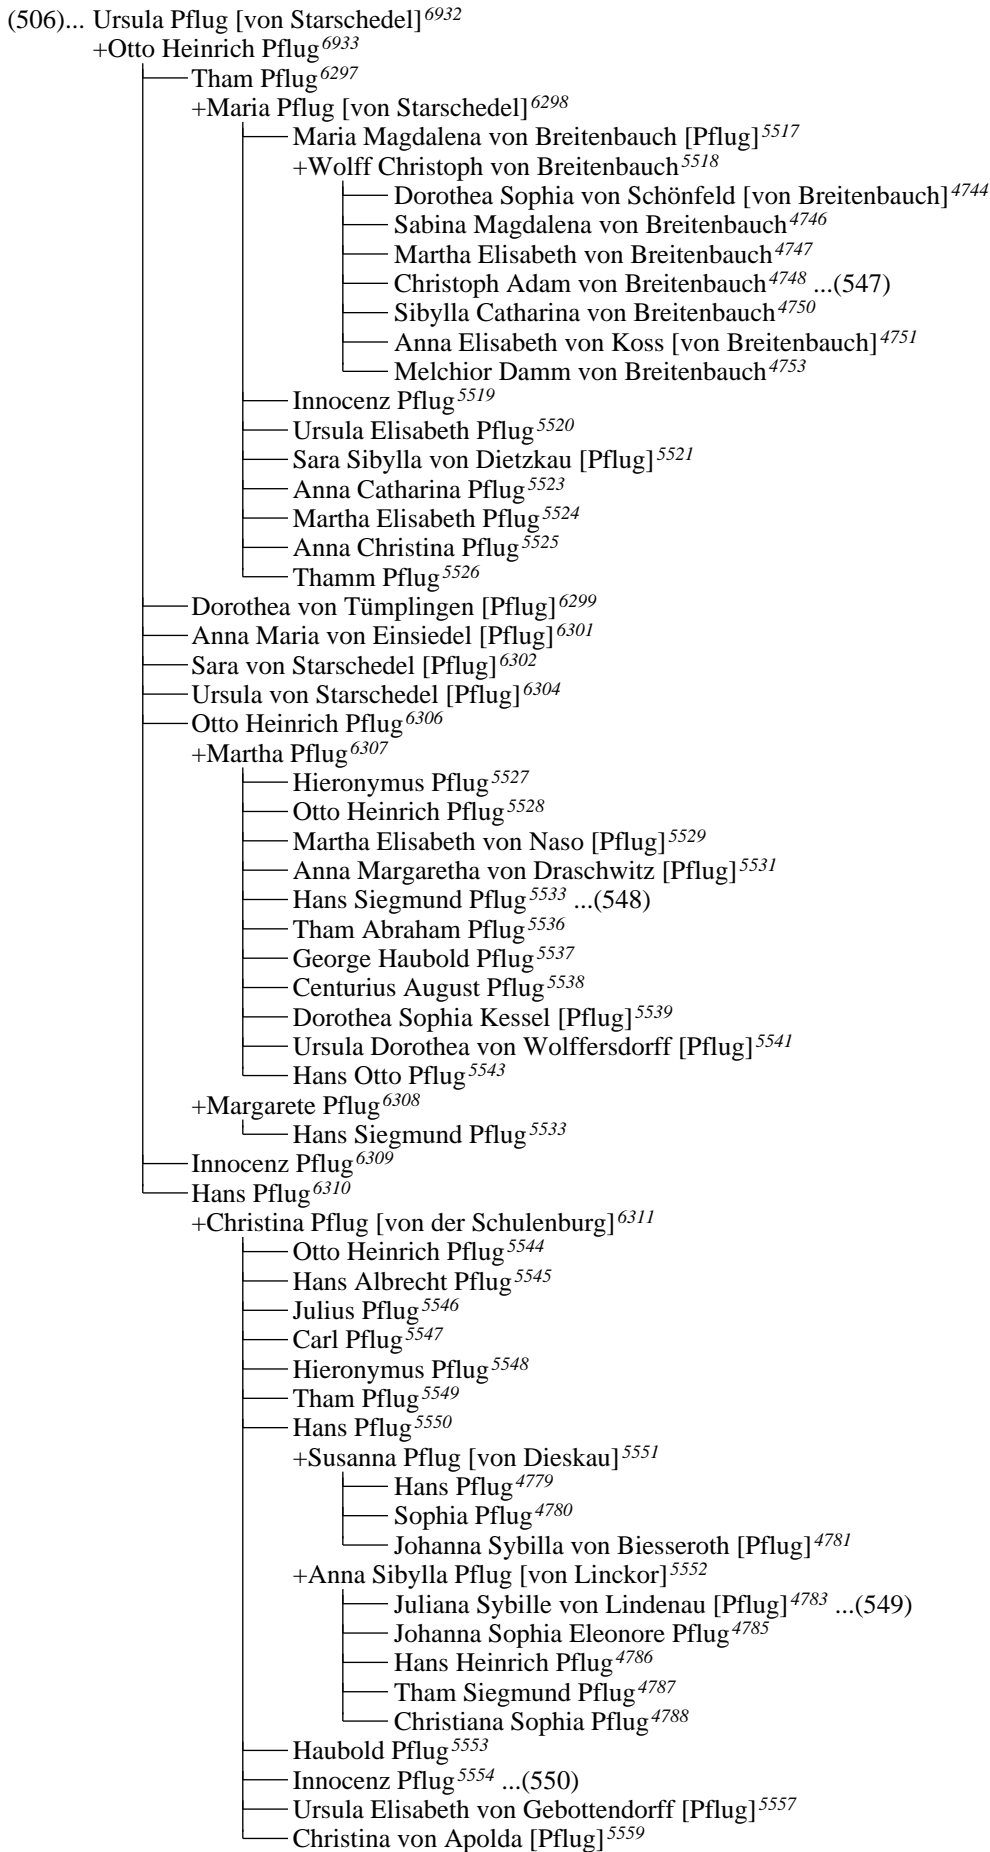 (506)... Ursula Pflug [von Starschedel]6932
+Otto Heinrich Pflug6933
Tham Pflug6297
+Maria Pflug [von Starschedel]6298
Maria Magdalena von Breitenbauch [Pflug]5517
+Wolff Christoph von Breitenbauch5518
Dorothea Sophia von Schönfeld [von Breitenbauch]4744
Sabina Magdalena von Breitenbauch4746
Martha Elisabeth von Breitenbauch4747
Christoph Adam von Breitenbauch4748 ...(547)
Sibylla Catharina von Breitenbauch4750
Anna Elisabeth von Koss [von Breitenbauch]4751
Melchior Damm von Breitenbauch4753
Innocenz Pflug5519
Ursula Elisabeth Pflug5520
Sara Sibylla von Dietzkau [Pflug]5521
Anna Catharina Pflug5523
Martha Elisabeth Pflug5524
Anna Christina Pflug5525
Thamm Pflug5526
Dorothea von Tümplingen [Pflug]6299
Anna Maria von Einsiedel [Pflug]6301
Sara von Starschedel [Pflug]6302
Ursula von Starschedel [Pflug]6304
Otto Heinrich Pflug6306
+Martha Pflug6307
Hieronymus Pflug5527
Otto Heinrich Pflug5528
Martha Elisabeth von Naso [Pflug]5529
Anna Margaretha von Draschwitz [Pflug]5531
Hans Siegmund Pflug5533 ...(548)
Tham Abraham Pflug5536
George Haubold Pflug5537
Centurius August Pflug5538
Dorothea Sophia Kessel [Pflug]5539
Ursula Dorothea von Wolffersdorff [Pflug]5541
Hans Otto Pflug5543
+Margarete Pflug6308
Hans Siegmund Pflug5533
Innocenz Pflug6309
Hans Pflug6310
+Christina Pflug [von der Schulenburg]6311
Otto Heinrich Pflug5544
Hans Albrecht Pflug5545
Julius Pflug5546
Carl Pflug5547
Hieronymus Pflug5548
Tham Pflug5549
Hans Pflug5550
+Susanna Pflug [von Dieskau]5551
Hans Pflug4779
Sophia Pflug4780
Johanna Sybilla von Biesseroth [Pflug]4781
+Anna Sibylla Pflug [von Linckor]5552
Juliana Sybille von Lindenau [Pflug]4783 ...(549)
Johanna Sophia Eleonore Pflug4785
Hans Heinrich Pflug4786
Tham Siegmund Pflug4787
Christiana Sophia Pflug4788
Haubold Pflug5553
Innocenz Pflug5554 ...(550)
Ursula Elisabeth von Gebottendorff [Pflug]5557
Christina von Apolda [Pflug]5559